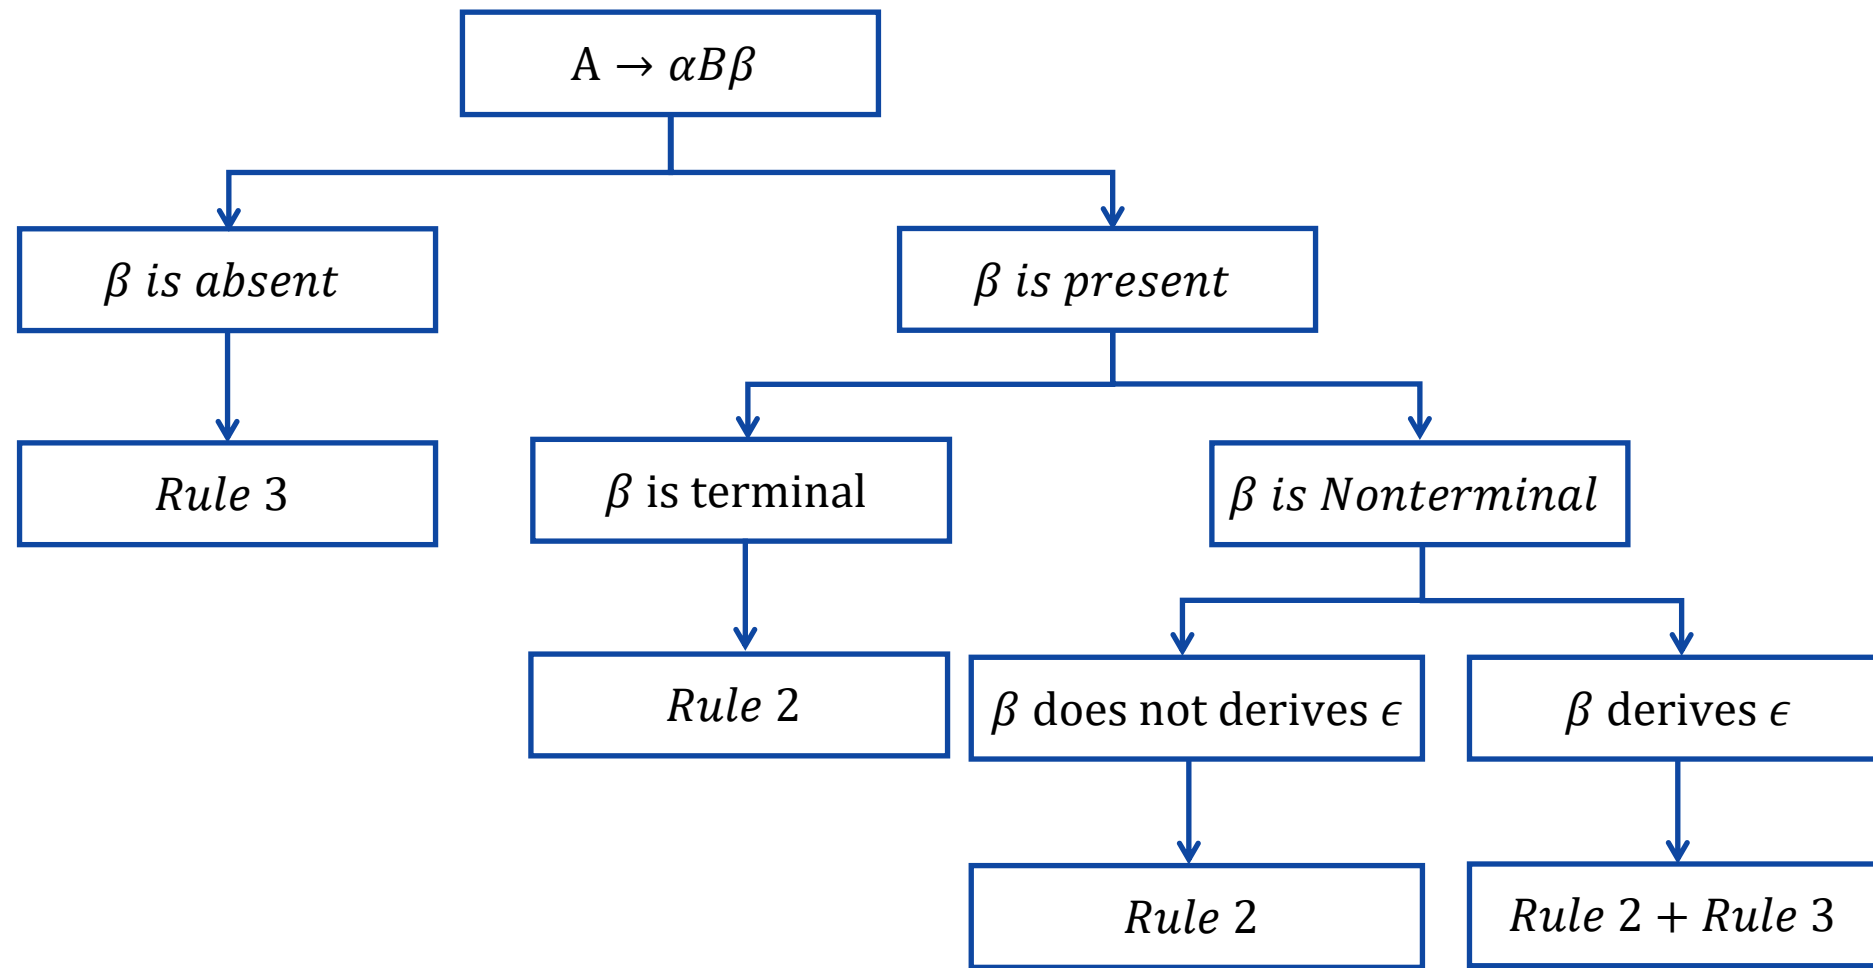 A → αBβ
β is absent
β is present
Rule 3
β is terminal
β is Nonterminal
Rule 2
β does not derives ϵ
β derives ϵ
Rule 2
Rule 2 + Rule 3